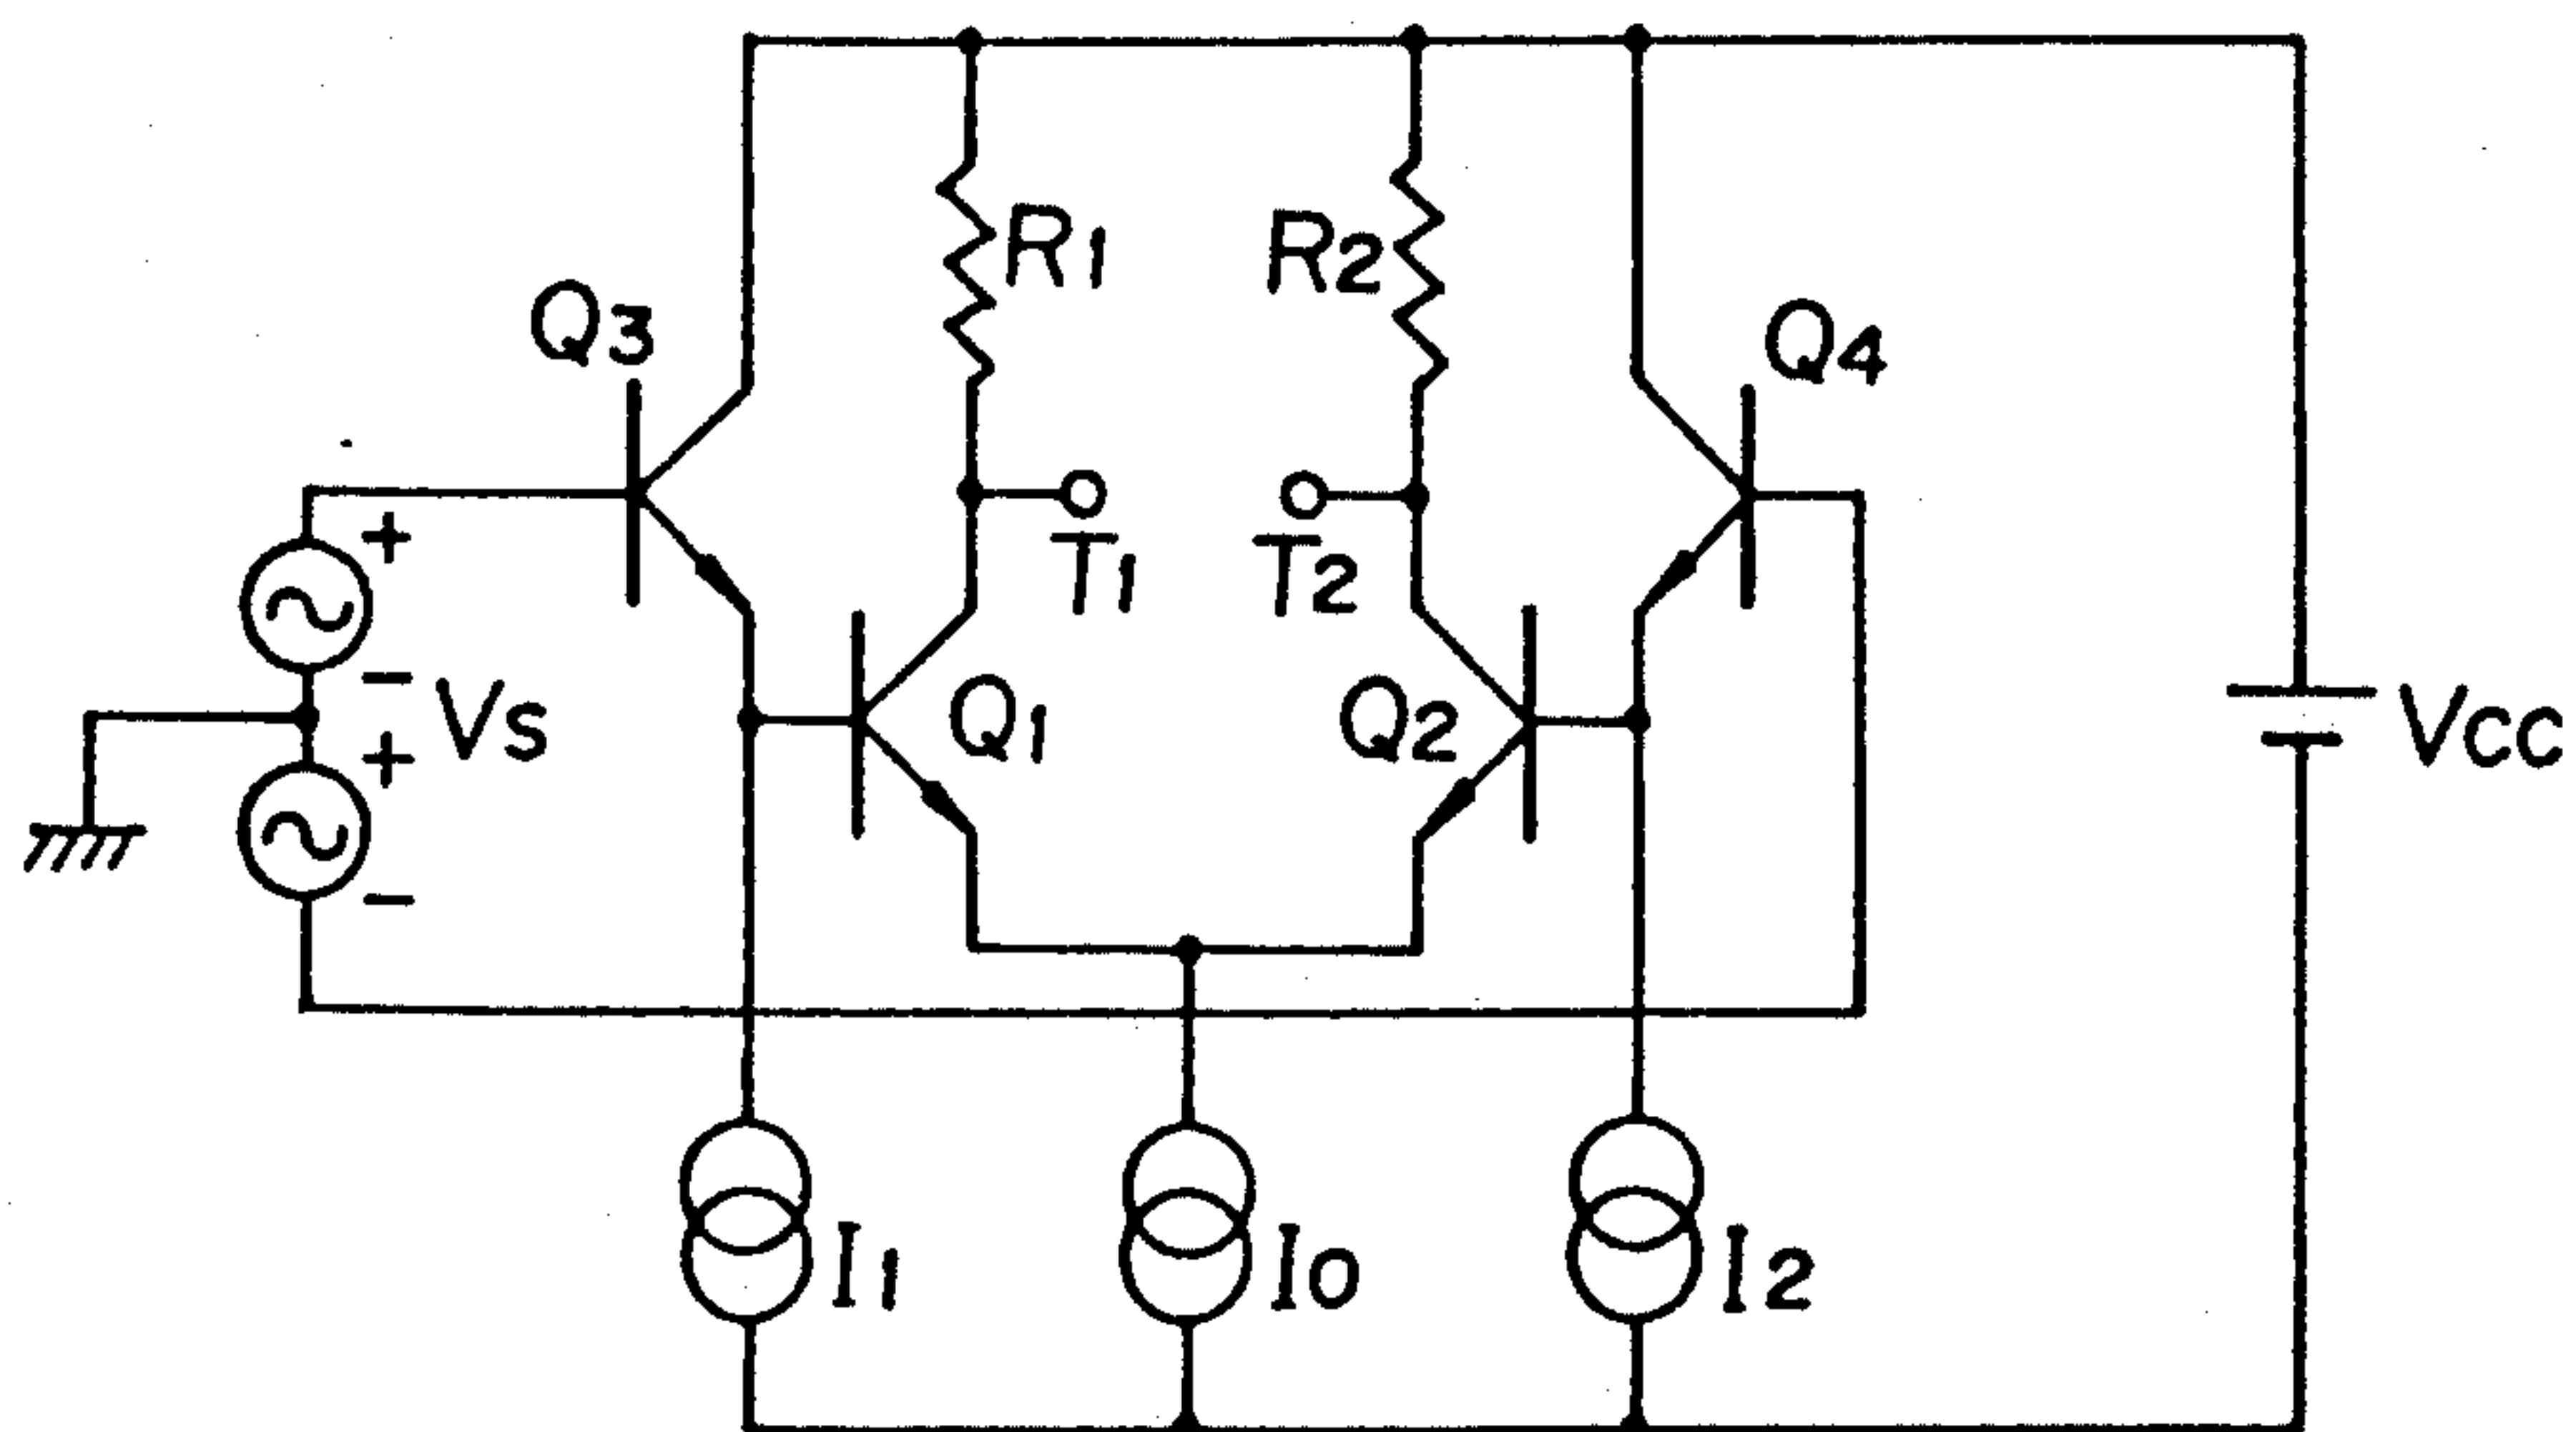 R1
R2
Q3
Q4
+
T1
T2
-
VS
Q1
Q2
VCC
+
-
I1
I0
I2